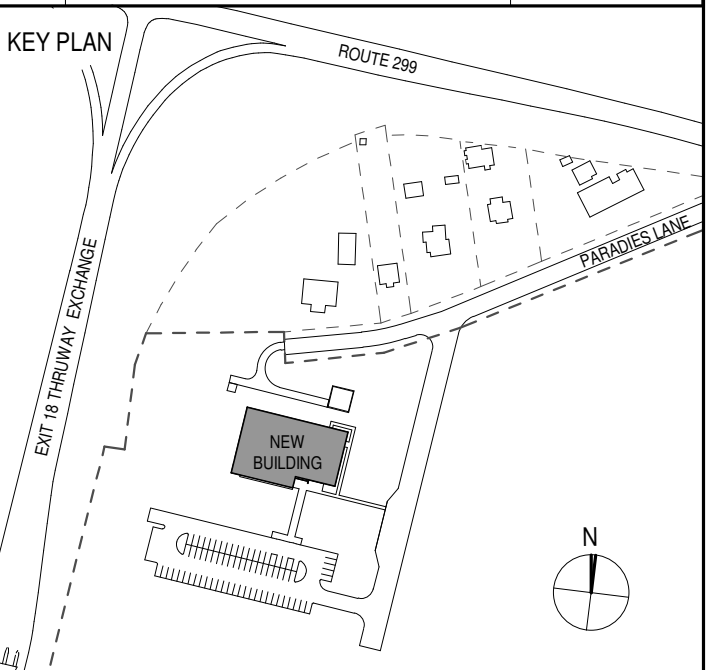 KEY PLAN
ROUTE 299
PARADIES LANE
EXIT 18 THRUWAY EXCHANGE
NEW
BUILDING
N